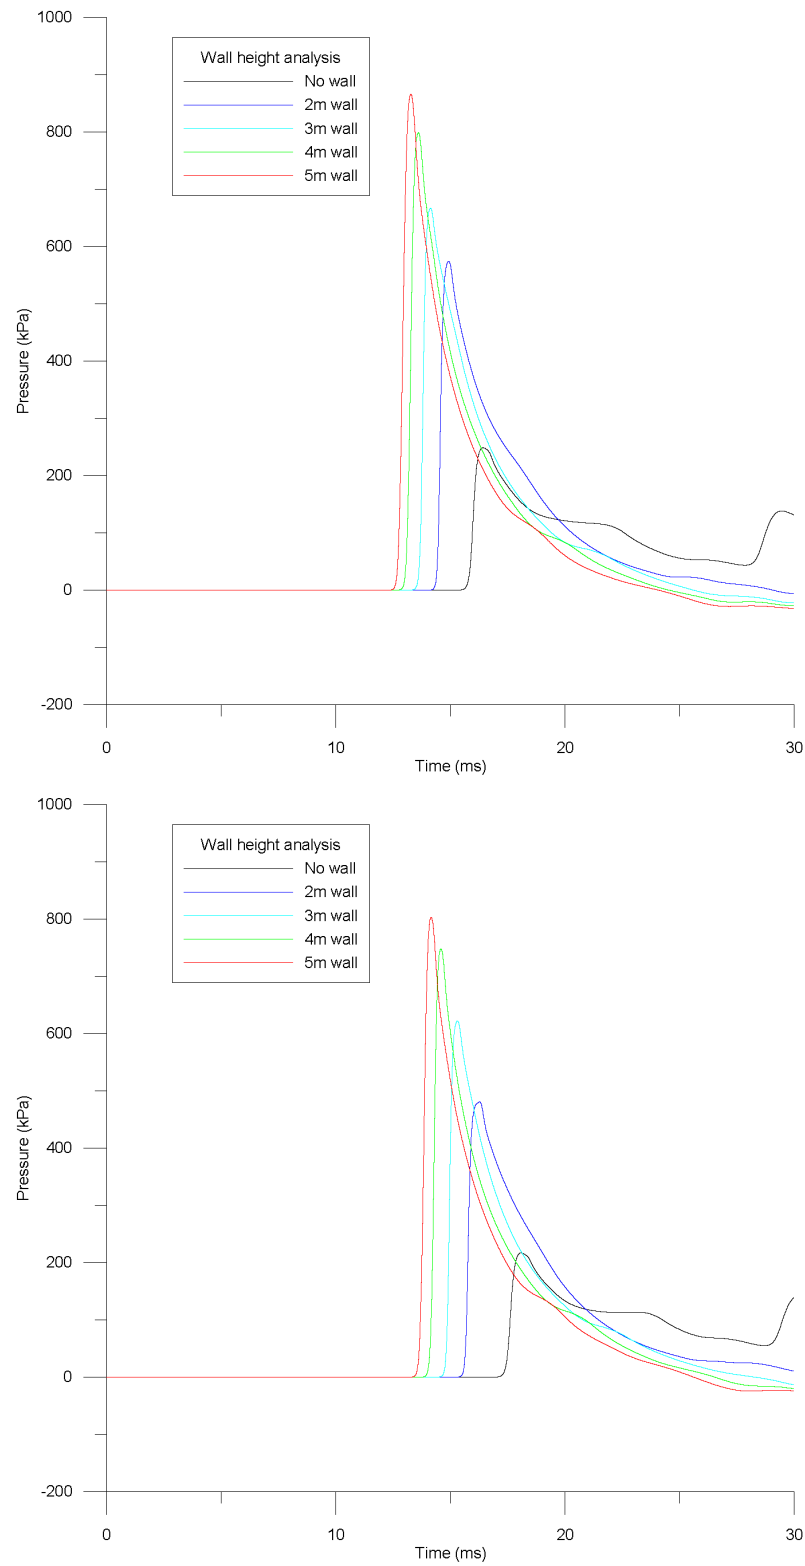 1000
Wall height analysis
No wall
2m wall
3m wall
4m wall
5m wall
800
600
400
200
0
-200
Pressure (kPa)
0 10 20 30
Time (ms)
1000
Wall height analysis
No wall
2m wall
3m wall
4m wall
5m wall
800
600
400
200
0
-200
Pressure (kPa)
0 10 20 30
Time (ms)